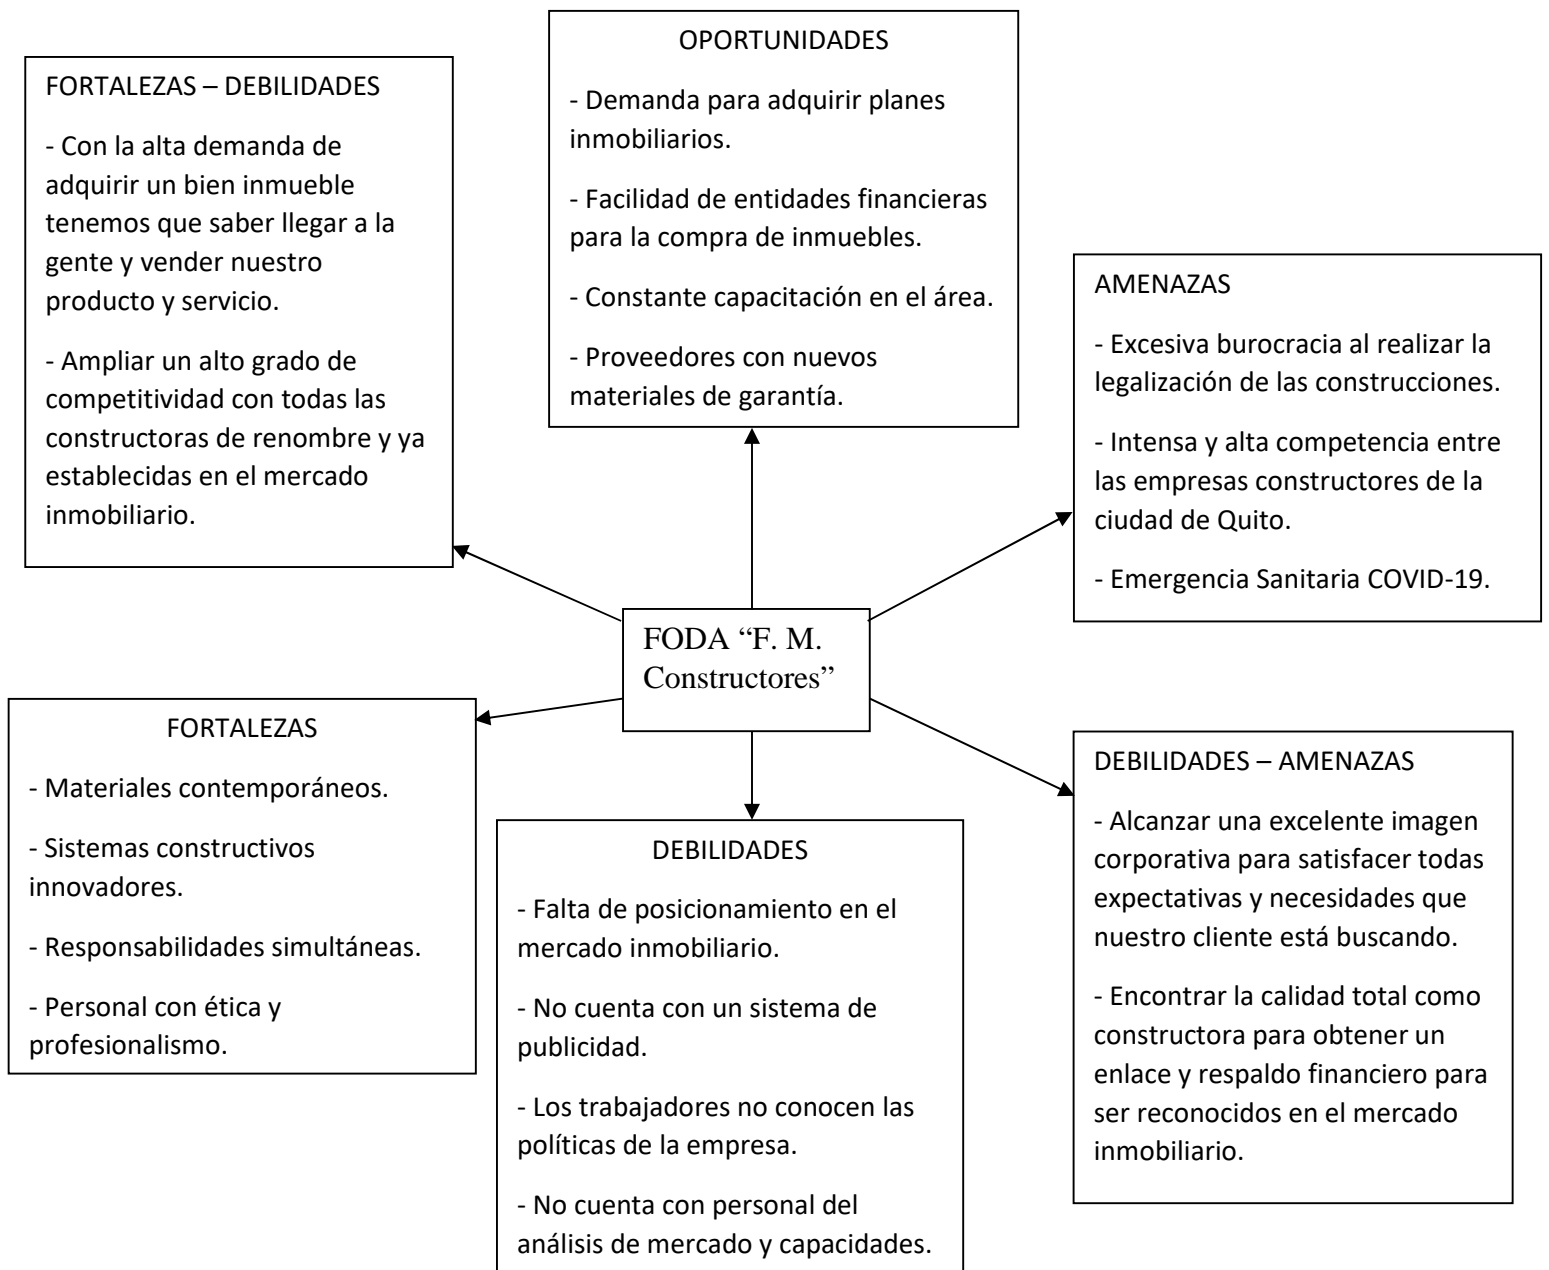 OPORTUNIDADES
- Demanda para adquirir planes
inmobiliarios.
- Facilidad de entidades financieras
para la compra de inmuebles.
- Constante capacitación en el área.
- Proveedores con nuevos
materiales de garantía.
FORTALEZAS – DEBILIDADES
- Con la alta demanda de
adquirir un bien inmueble
tenemos que saber llegar a la
gente y vender nuestro
producto y servicio.
- Ampliar un alto grado de
competitividad con todas las
constructoras de renombre y ya
establecidas en el mercado
inmobiliario.
AMENAZAS
- Excesiva burocracia al realizar la
legalización de las construcciones.
- Intensa y alta competencia entre
las empresas constructores de la
ciudad de Quito.
- Emergencia Sanitaria COVID-19.
FODA “F. M.
Constructores”
FORTALEZAS
- Materiales contemporáneos.
- Sistemas constructivos
innovadores.
- Responsabilidades simultáneas.
- Personal con ética y
profesionalismo.
DEBILIDADES
- Falta de posicionamiento en el
mercado inmobiliario.
- No cuenta con un sistema de
publicidad.
- Los trabajadores no conocen las
políticas de la empresa.
- No cuenta con personal del
análisis de mercado y capacidades.
DEBILIDADES – AMENAZAS
- Alcanzar una excelente imagen
corporativa para satisfacer todas
expectativas y necesidades que
nuestro cliente está buscando.
- Encontrar la calidad total como
constructora para obtener un
enlace y respaldo financiero para
ser reconocidos en el mercado
inmobiliario.